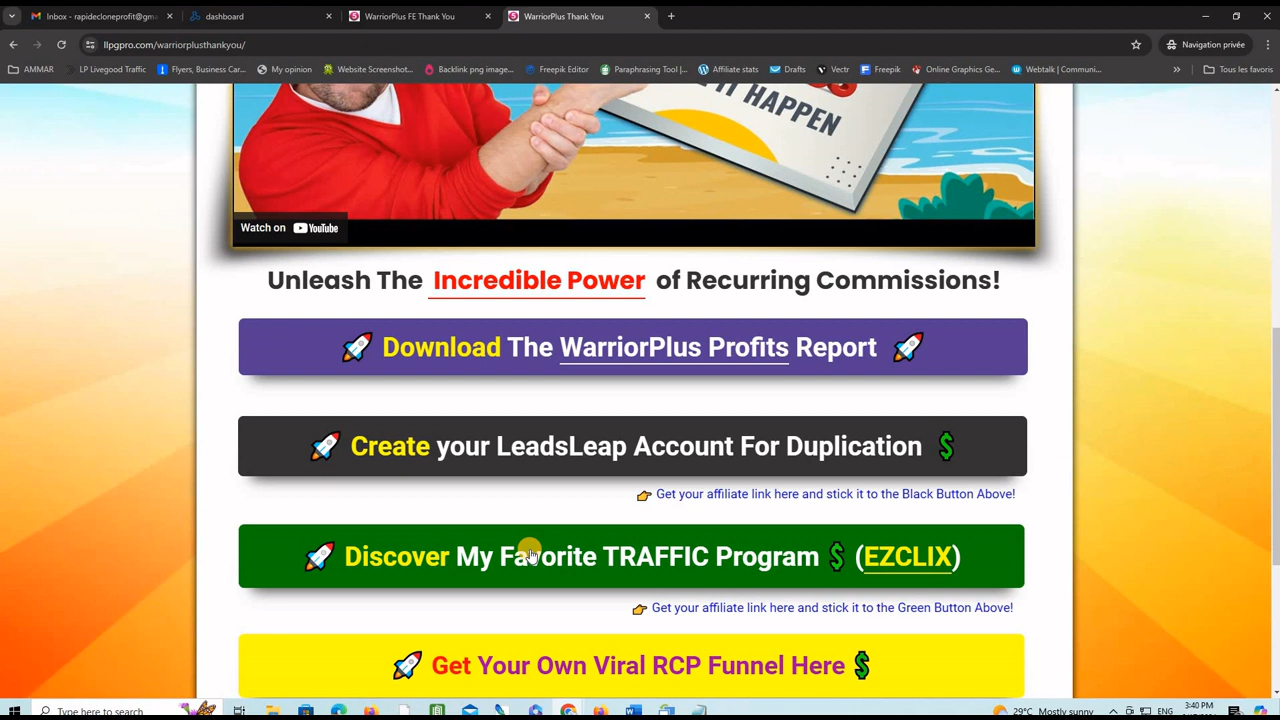 Inbox - rapidecloneprofit@gma
dashboard
WarriorPlus FE Thank You
WarriorPlus Thank You
llpgpro.com/warriorplusthankyou/
Navigation privée
AMMAR
LP Livegood Traffic
Flyers, Business Car...
My opinion
Website Screenshot...
Backlink png image...
Freepik Editor
Paraphrasing Tool |...
Affiliate stats
Drafts
Vectr
Freepik
Online Graphics Ge...
Webtalk | Communi...
Tous les favoris
IT HAPPEN
Watch on YouTube
Unleash The Incredible Power of Recurring Commissions!
Download The WarriorPlus Profits Report
Create your LeadsLeap Account For Duplication
Get your affiliate link here and stick it to the Black Button Above!
Discover My Favorite TRAFFIC Program (EZCLIX)
Get your affiliate link here and stick it to the Green Button Above!
Get Your Own Viral RCP Funnel Here
Type here to search
29°C Mostly sunny
ENG
3:40 PM